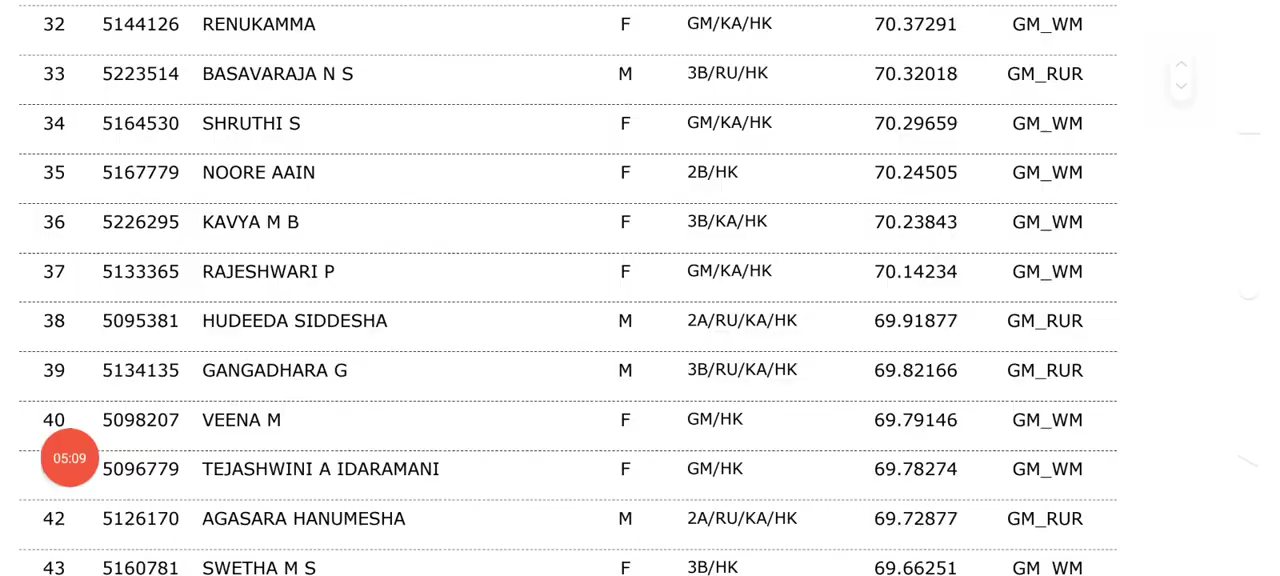 32 5144126 RENUKAMMA F GM/KA/HK 70.37291 GM_WM
33 5223514 BASAVARAJA N S M 3B/RU/HK 70.32018 GM_RUR
34 5164530 SHRUTHI S F GM/KA/HK 70.29659 GM_WM
35 5167779 NOORE AAIN F 2B/HK 70.24505 GM_WM
36 5226295 KAVYA M B F 3B/KA/HK 70.23843 GM_WM
37 5133365 RAJESHWARI P F GM/KA/HK 70.14234 GM_WM
38 5095381 HUDEEDA SIDDESHA M 2A/RU/KA/HK 69.91877 GM_RUR
39 5134135 GANGADHARA G M 3B/RU/KA/HK 69.82166 GM_RUR
40 5098207 VEENA M F GM/HK 69.79146 GM_WM
05:09
5096779 TEJASHWINI A IDARAMANI F GM/HK 69.78274 GM_WM
42 5126170 AGASARA HANUMESHA M 2A/RU/KA/HK 69.72877 GM_RUR
43 5160781 SWETHA M S F 3B/HK 69.66251 GM_WM